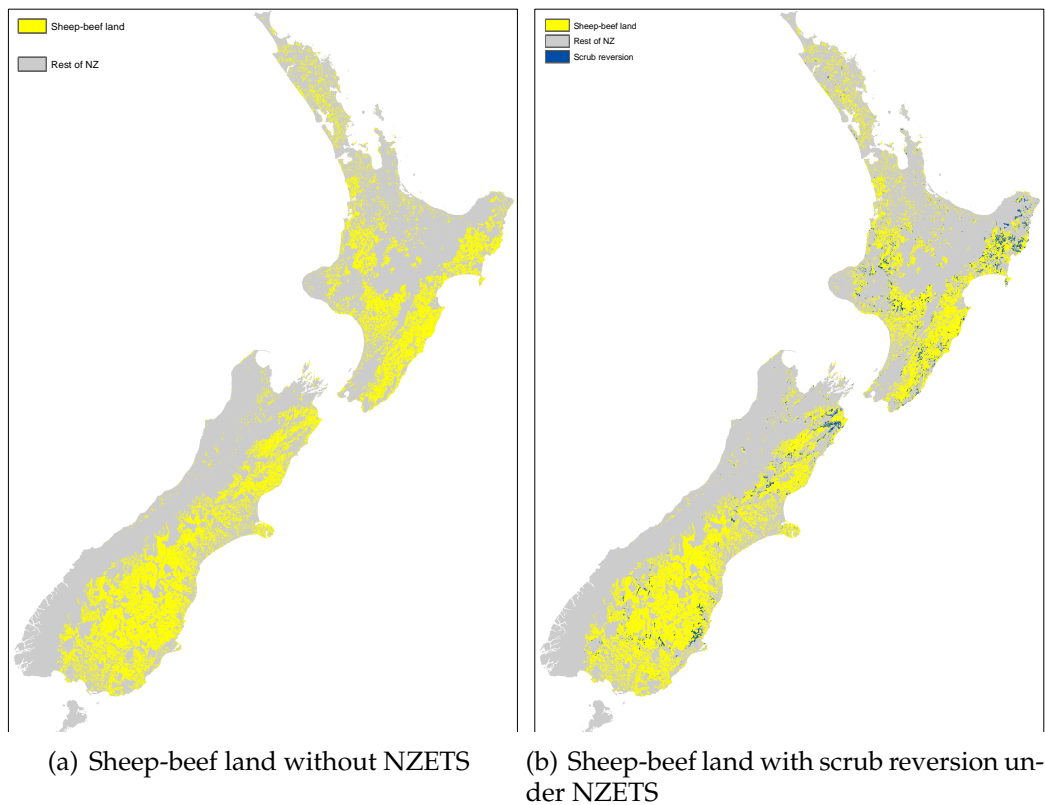 Sheep-beef land
Rest of NZ
Sheep-beef land
Rest of NZ
Scrub reversion
(a) Sheep-beef land without NZETS
(b) Sheep-beef land with scrub reversion un-
der NZETS